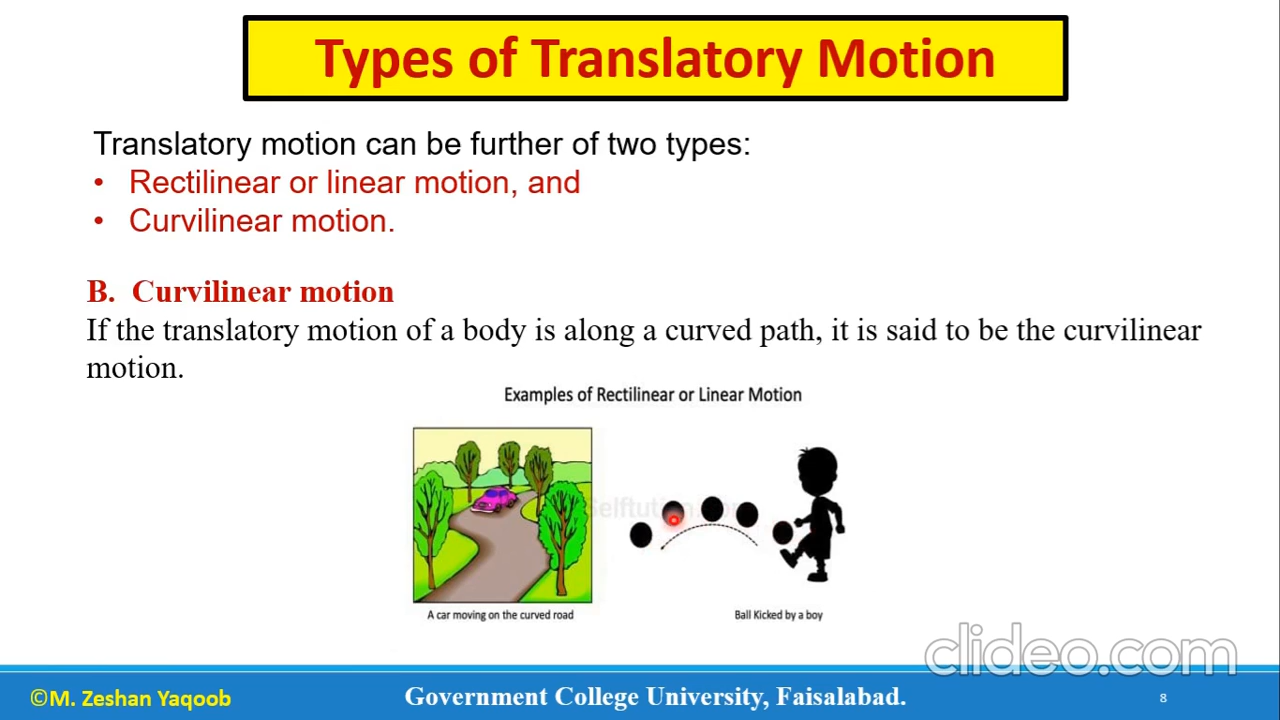 Types of Translatory Motion
Translatory motion can be further of two types:
• Rectilinear or linear motion, and
• Curvilinear motion.
B. Curvilinear motion
If the translatory motion of a body is along a curved path, it is said to be the curvilinear
motion.
Examples of Rectilinear or Linear Motion
A car moving on the curved road
Ball Kicked by a boy
clideo.com
©M. Zeshan Yaqoob
Government College University, Faisalabad.
8